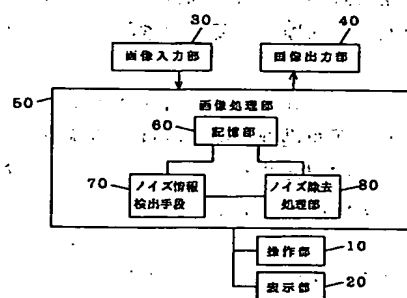 30
40
画像入力部
画像出力部
50
画像処理部
60
記憶部
70
ノイズ情報
検出手段
ノイズ除去
処理部
80
操作部
10
表示部
20